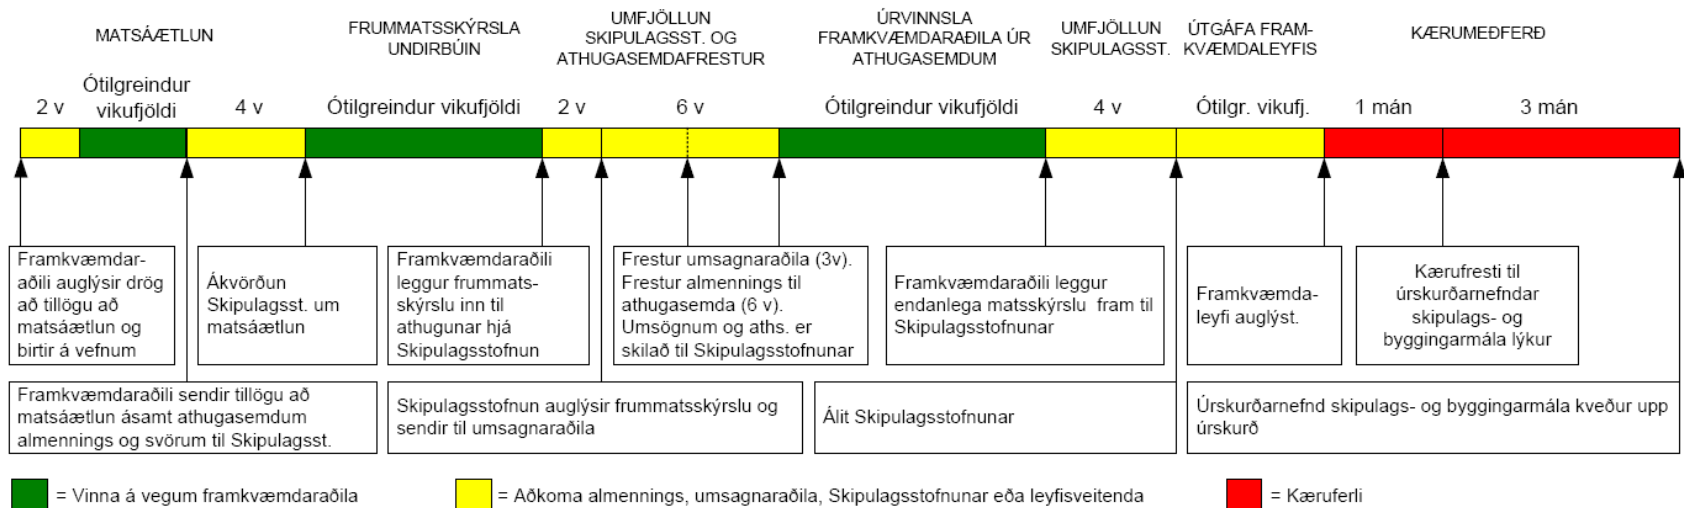 MATSÁÆTLUN
FRUMMATSSKÝRSLA
UNDIRBÚIN
UMFJÖLLUN
SKIPULAGSST. OG
ATHUGASEMDAFRESTUR
ÚRVINNSLA
FRAMKVÆMDARAÐILA ÚR
ATHUGASEMDUM
UMFJÖLLUN
SKIPULAGSST.
ÚTGÁFA FRAM-
KVÆMDALEYFIS
KÆRUMEÐFERÐ
2 v
Ótilgreindur
vikufjöldi
4 v
Ótilgreindur vikufjöldi
2 v
6 v
Ótilgreindur vikufjöldi
4 v
Ótilgr. vikufj.
1 mán
3 mán
Framkvæmdar-
aðili auglýsir drög
að tillögu að
matsáætlun og
birtir á vefnum
Ákvörðun
Skipulagsst. um
matsáætlun
Framkvæmdaraðili
leggur frummats-
skýrslu inn til
athugunar hjá
Skipulagsstofnun
Frestur umsagnaraðila (3v).
Frestur almennings til
athugasemda (6 v).
Umsögnum og aths. er
skilað til Skipulagsstofnunar
Framkvæmdaraðili leggur
endanlega matsskýrslu fram til
Skipulagsstofnunar
Framkvæmda-
leyfi auglýst.
Kærufresti til
úrskurðarnefndar
skipulags- og
byggingarmála lýkur
Framkvæmdaraðili sendir tillögu að
matsáætlun ásamt athugasemdum
almennings og svörum til Skipulagsst.
Skipulagsstofnun auglýsir frummatsskýrslu og
sendir til umsagnaraðila
Álit Skipulagsstofnunar
Úrskurðarnefnd skipulags- og byggingarmála kveður upp
úrskurð
= Vinna á vegum framkvæmdaraðila
= Aðkoma almennings, umsagnaraðila, Skipulagsstofnunar eða leyfisveitenda
= Kæruferli